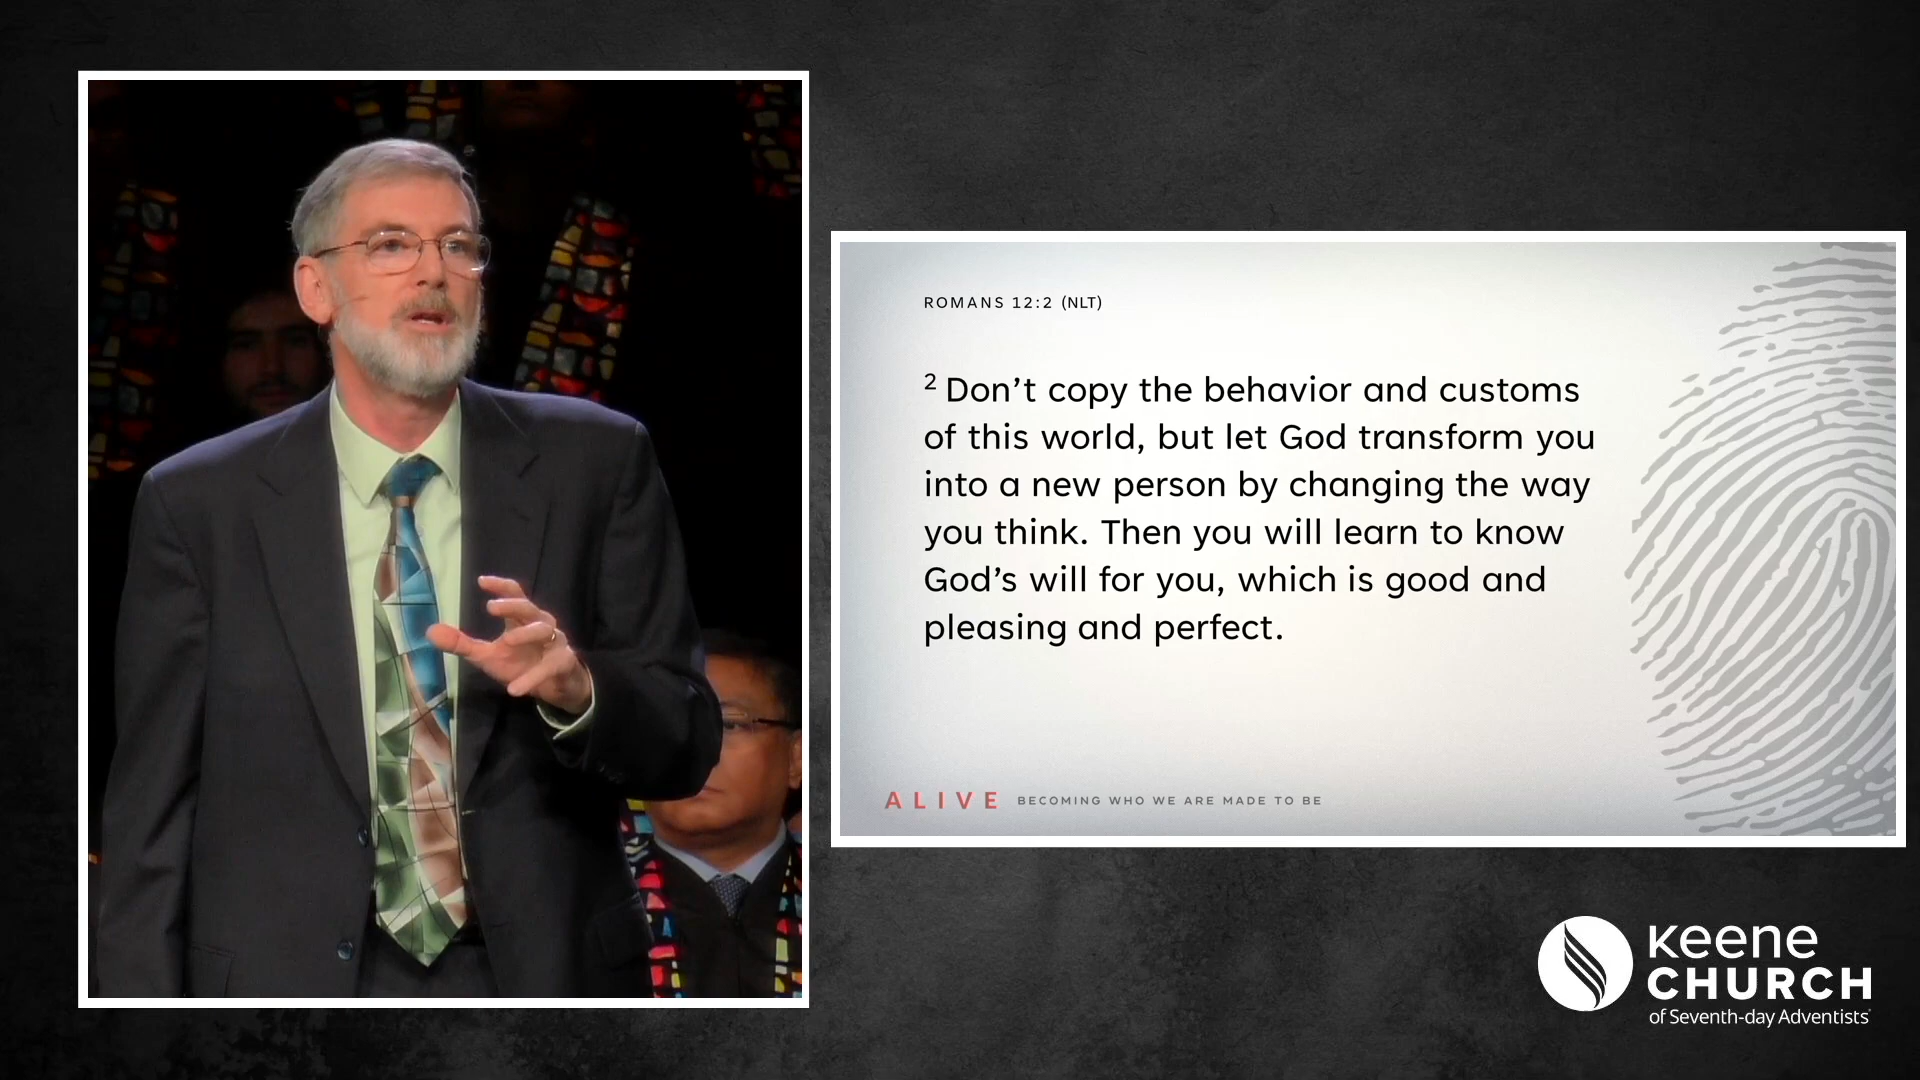 ROMANS 12:2 (NLT)
2 Don’t copy the behavior and customs
of this world, but let God transform you
into a new person by changing the way
you think. Then you will learn to know
God’s will for you, which is good and
pleasing and perfect.
ALIVE BECOMING WHO WE ARE MADE TO BE
Keene
CHURCH
of Seventh-day Adventists